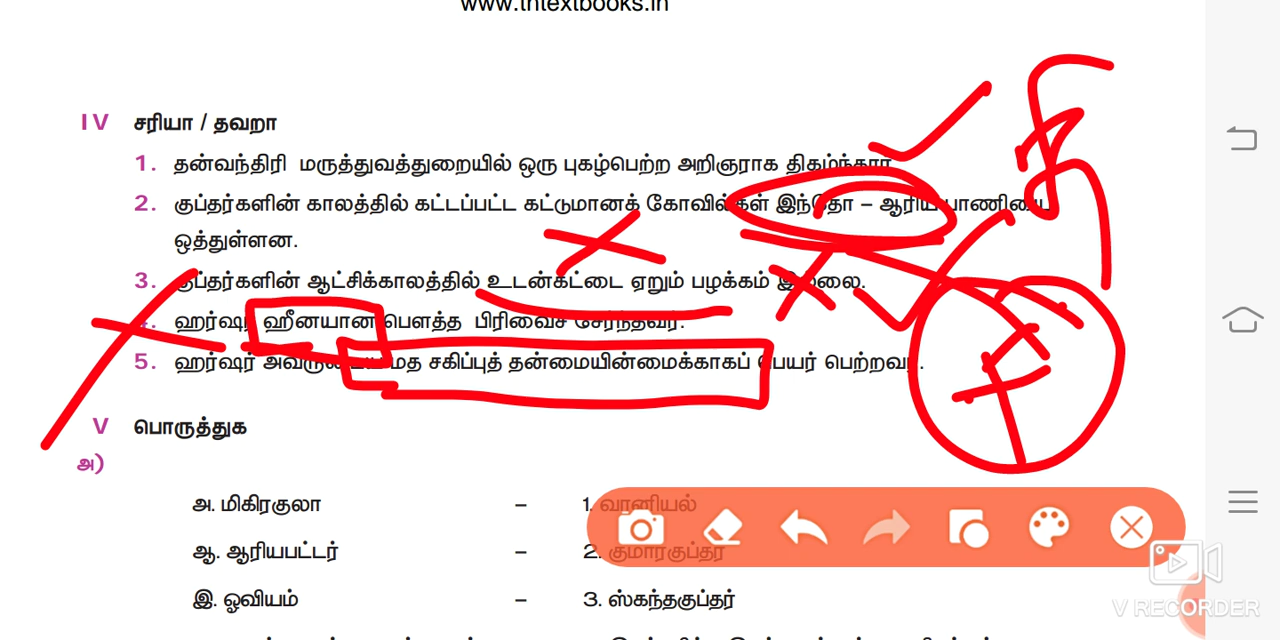 www.tntextbooks.in
IV சரியா / தவறா
1. தன்வந்திரி மருத்துவத்துறையில் ஒரு புகழ்பெற்ற அறிஞராக திகழ்ந்தார்.
2. குப்தர்களின் காலத்தில் கட்டப்பட்ட கட்டுமானக் கோவில்கள் இந்தோ – ஆரிய பாணியை
ஒத்துள்ளன.
3. குப்தர்களின் ஆட்சிக்காலத்தில் உடன்கட்டை ஏறும் பழக்கம் இல்லை.
4. ஹர்ஷர் ஹீனயான பௌத்த பிரிவைச் சேர்ந்தவர்.
5. ஹர்ஷர் அவருடைய மத சகிப்புத் தன்மையின்மைக்காகப் பெயர் பெற்றவர்.
V பொருத்துக
அ)
அ. மிகிரகுலா – 1. வானியல்
ஆ. ஆரியபட்டர் – 2. குமாரகுப்தர்
இ. ஓவியம் – 3. ஸ்கந்தகுப்தர்
V RECORDER